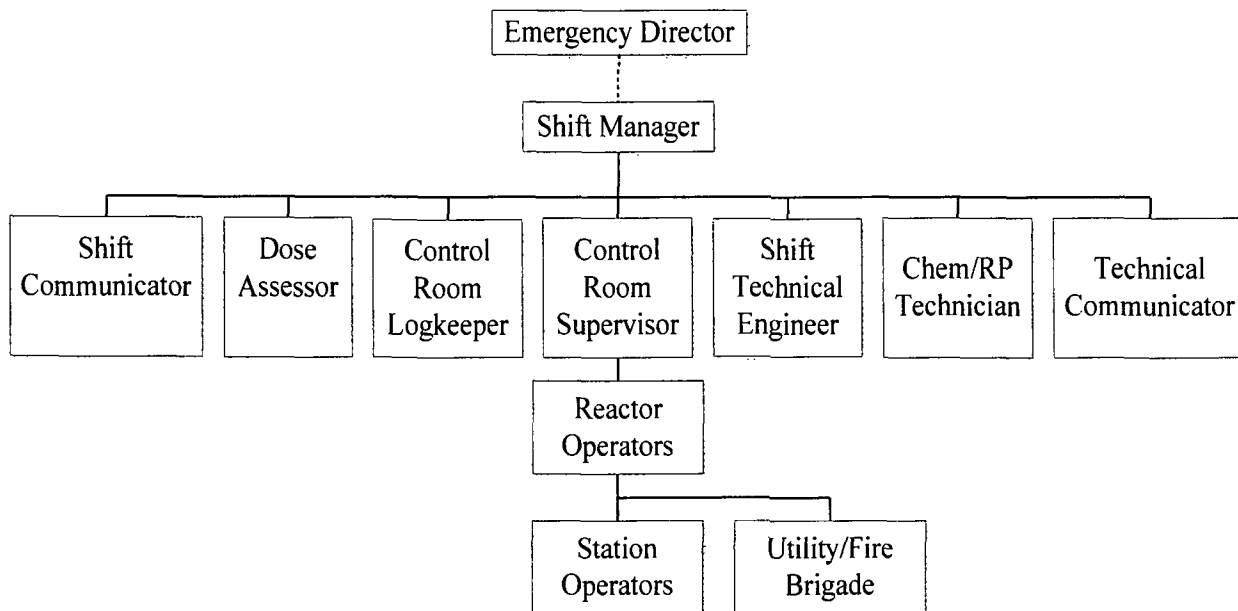 Emergency Director
Shift Manager
Shift
Communicator
Dose
Assessor
Control
Room
Logkeeper
Control
Room
Supervisor
Shift
Technical
Engineer
Chem/RP
Technician
Technical
Communicator
Reactor
Operators
Station
Operators
Utility/Fire
Brigade